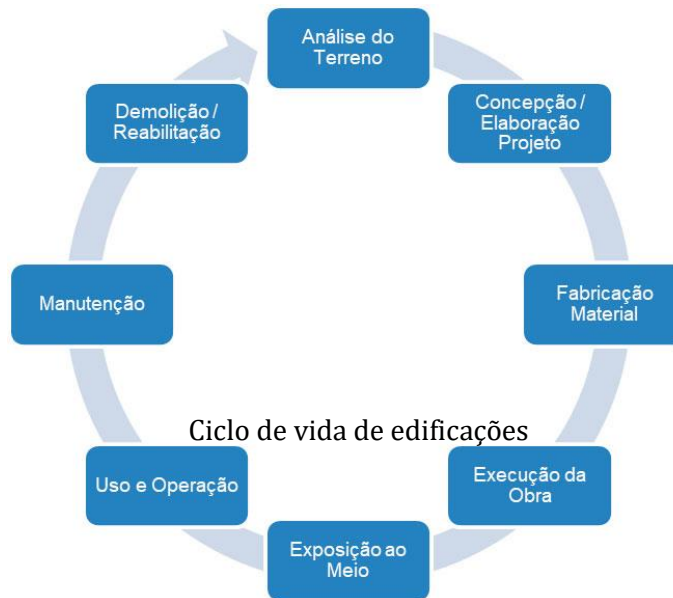 Análise do
Terreno
Concepção /
Elaboração
Projeto
Fabricação
Material
Execução da
Obra
Exposição ao
Meio
Uso e Operação
Manutenção
Demolição /
Reabilitação
Ciclo de vida de edificações